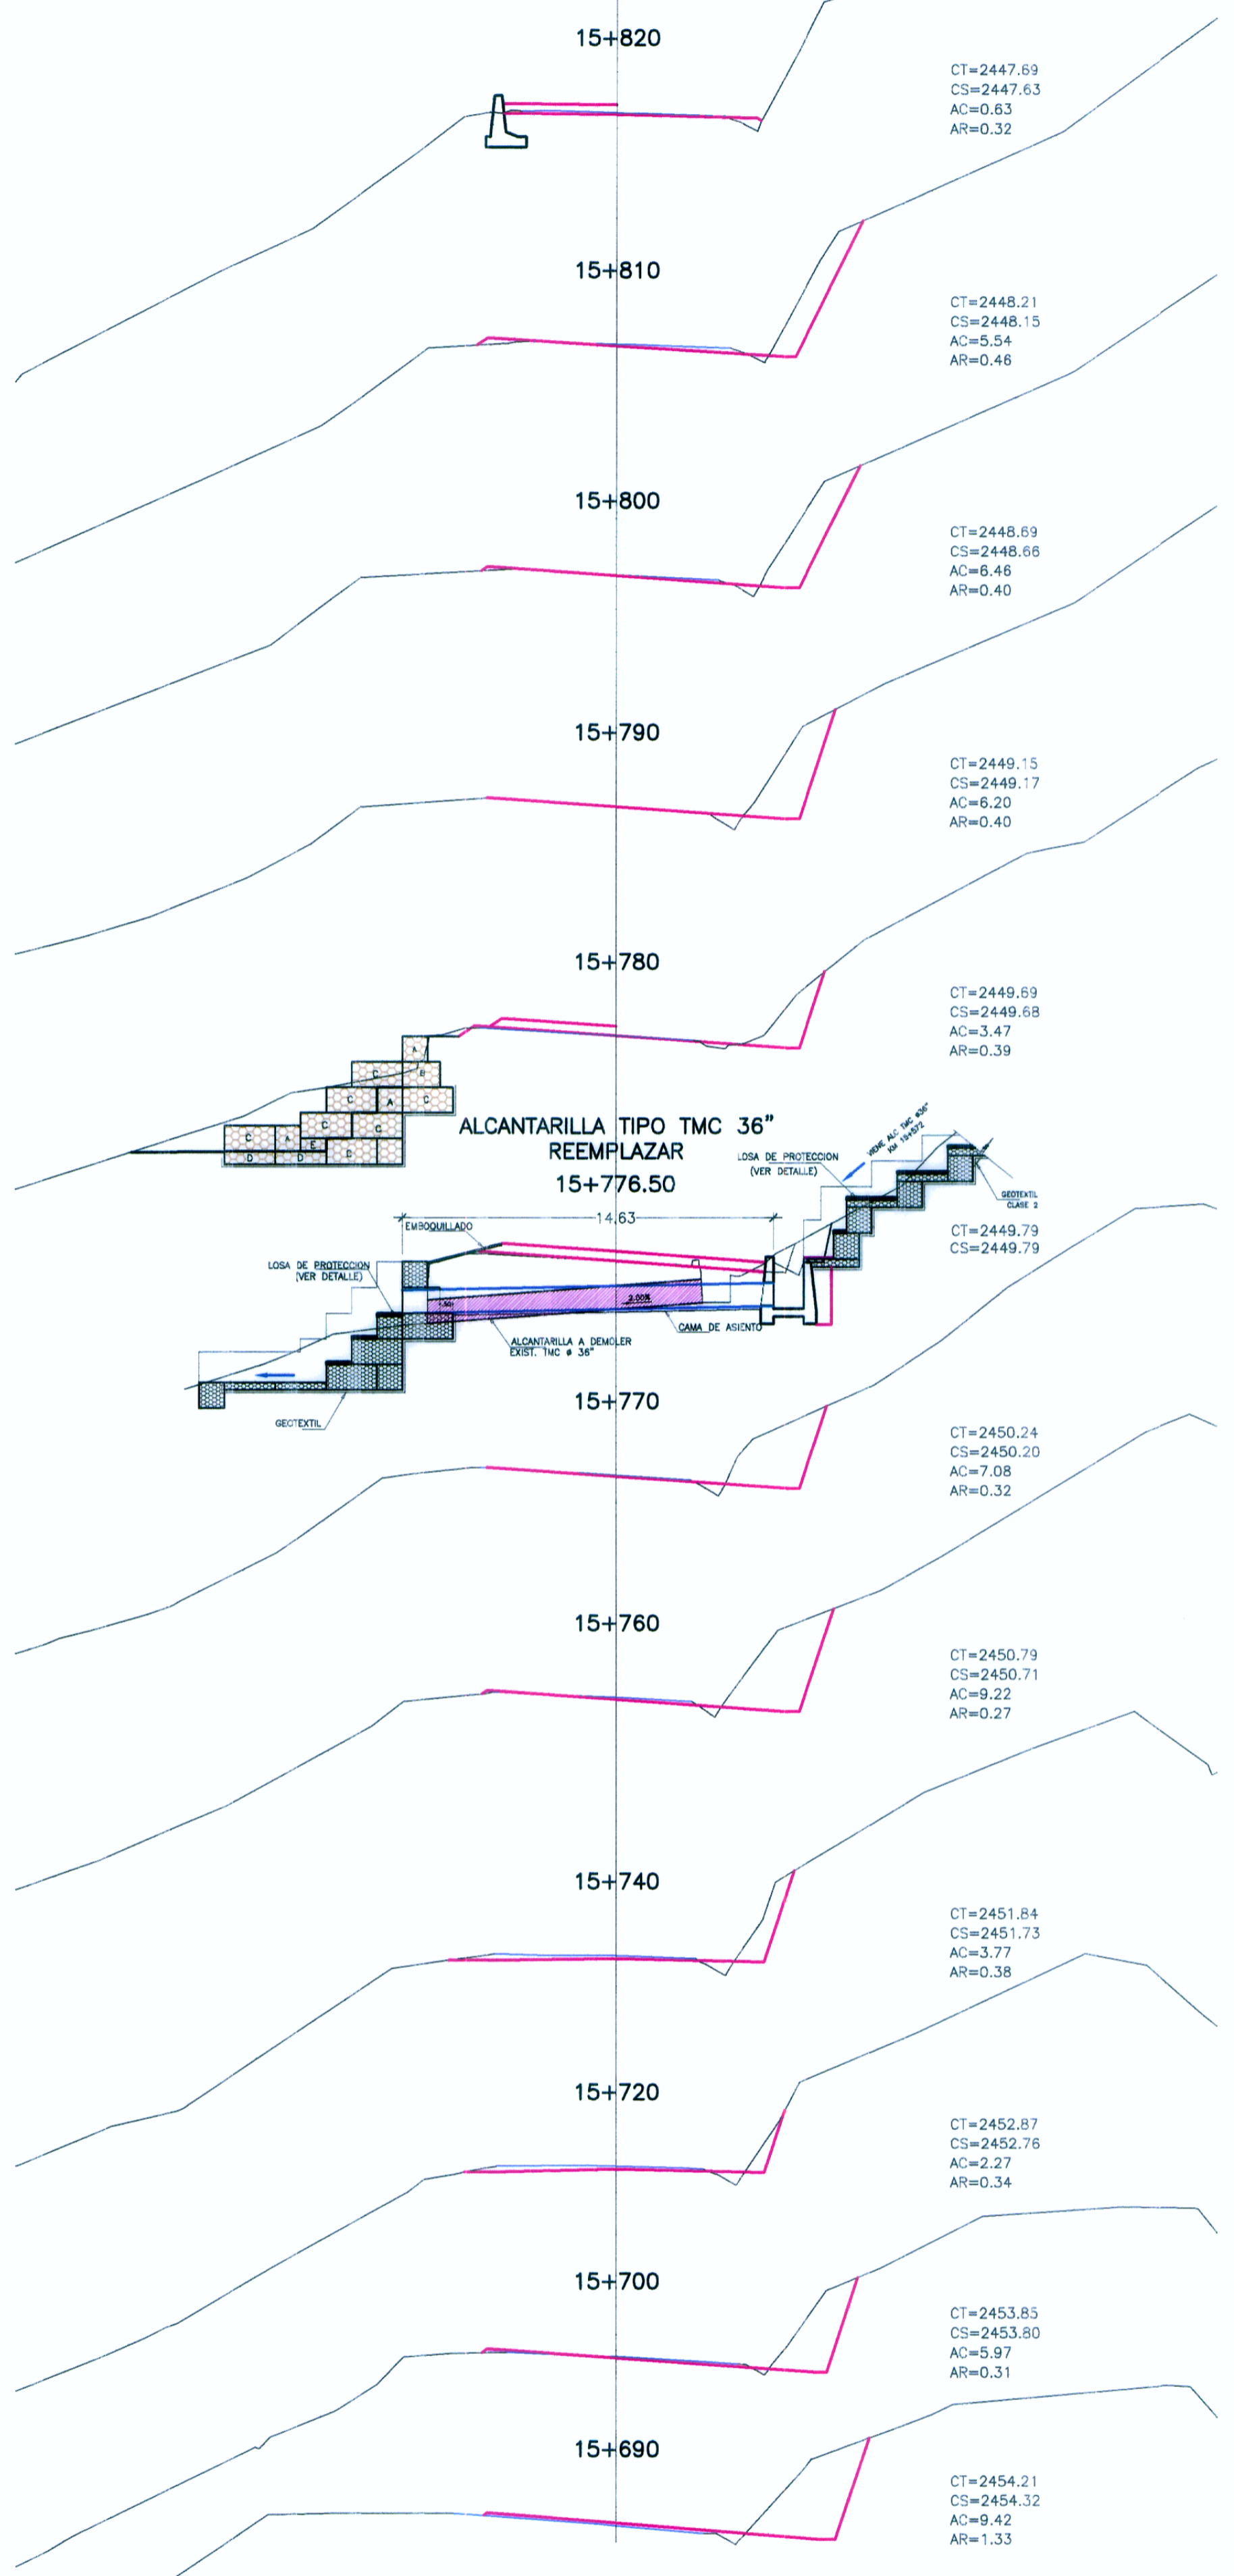 15+820
CT=2447.69
CS=2447.63
AC=0.63
AR=0.32
15+810
CT=2448.21
CS=2448.15
AC=5.54
AR=0.46
15+800
CT=2448.69
CS=2448.66
AC=6.46
AR=0.40
15+790
CT=2449.15
CS=2449.17
AC=6.20
AR=0.40
15+780
CT=2449.69
CS=2449.68
AC=3.47
AR=0.39
A
C B
C A C
C C
C A
E C
D D
ALCANTARILLA TIPO TMC 36"
REEMPLAZAR
15+776.50
VIENE ALC TMC ø36"
LOSA DE PROTECCION
(VER DETALLE)
GEOTEXTIL
CLASE 2
14.63
EMBOQUILLADO
CT=2449.79
CS=2449.79
LOSA DE PROTECCION
(VER DETALLE)
2.00%
CAMA DE ASIENTO
ALCANTARILLA A DEMOLER
EXIST. TMC ø 36"
GEOTEXTIL
15+770
CT=2450.24
CS=2450.20
AC=7.08
AR=0.32
15+760
CT=2450.79
CS=2450.71
AC=9.22
AR=0.27
15+740
CT=2451.84
CS=2451.73
AC=3.77
AR=0.38
15+720
CT=2452.87
CS=2452.76
AC=2.27
AR=0.34
15+700
CT=2453.85
CS=2453.80
AC=5.97
AR=0.31
15+690
CT=2454.21
CS=2454.32
AC=9.42
AR=1.33